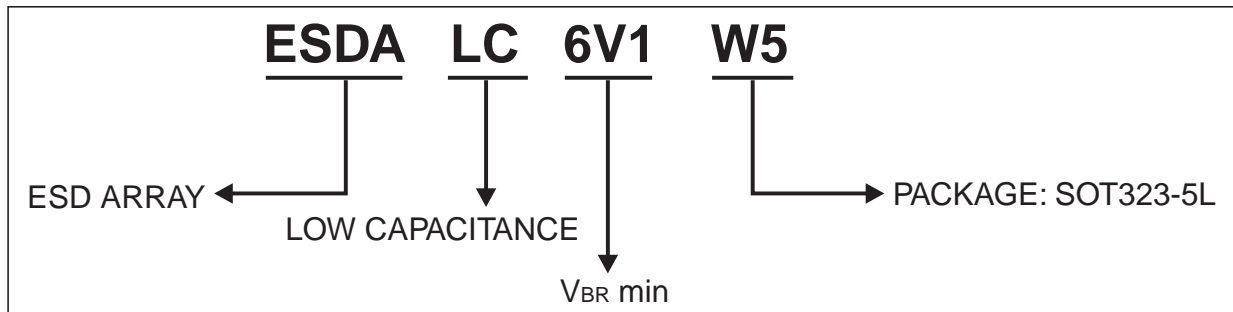 ESDA LC 6V1 W5
ESD ARRAY
PACKAGE: SOT323-5L
LOW CAPACITANCE
VBR min